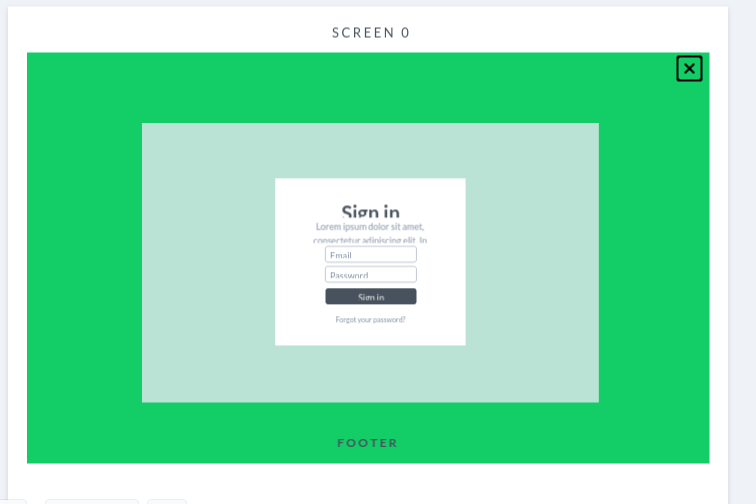 SCREEN 0
Sign in
Lorem ipsum dolor sit amet,
consectetur adipiscing elit. In
Email
Password
Sign in
Forgot your password?
FOOTER